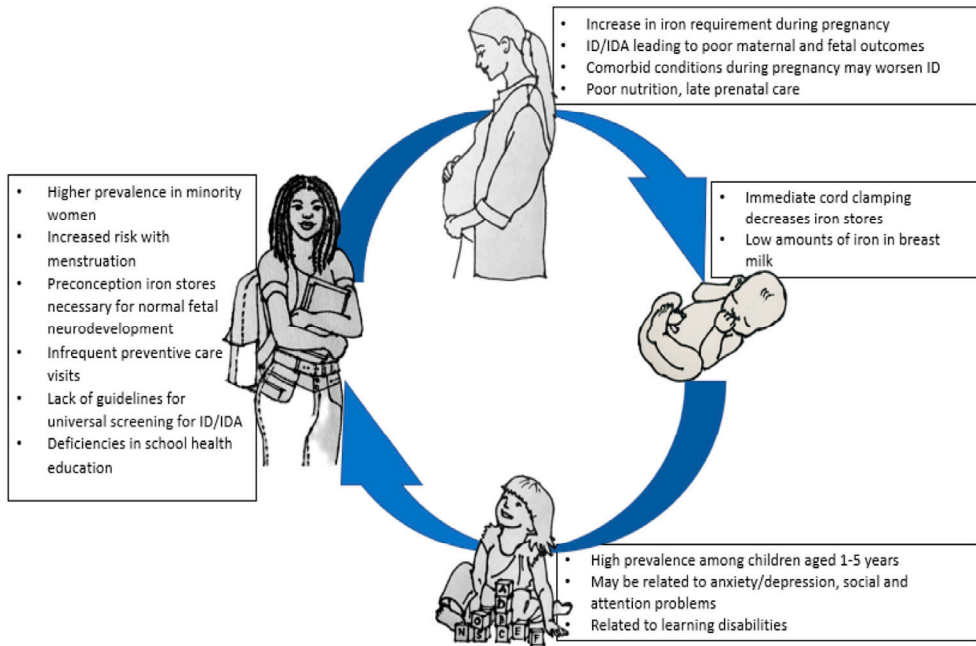 • Increase in iron requirement during pregnancy
• ID/IDA leading to poor maternal and fetal outcomes
• Comorbid conditions during pregnancy may worsen ID
• Poor nutrition, late prenatal care
• Higher prevalence in minority
women
• Increased risk with
menstruation
• Preconception iron stores
necessary for normal fetal
neurodevelopment
• Infrequent preventive care
visits
• Lack of guidelines for
universal screening for ID/IDA
• Deficiencies in school health
education
• Immediate cord clamping
decreases iron stores
• Low amounts of iron in breast
milk
• High prevalence among children aged 1-5 years
• May be related to anxiety/depression, social and
attention problems
• Related to learning disabilities
A
D
O D
N S C E F